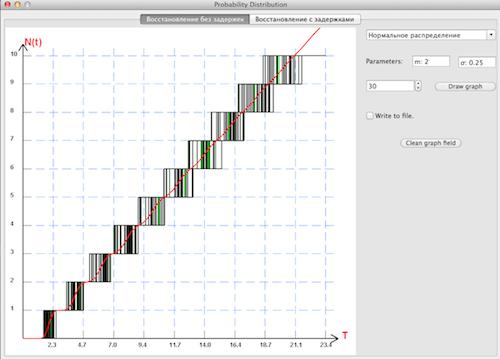 Probability Distribution
Восстановление без задержек
Восстановление с задержками
N(t)
10
9
8
7
6
5
4
3
2
1
2.3 4.7 7.0 9.4 11.7 14.0 16.4 18.7 21.1 23.4
T
Нормальное распределение
Parameters: m: 2 σ: 0.25
30 Draw graph
Write to file.
Clean graph field